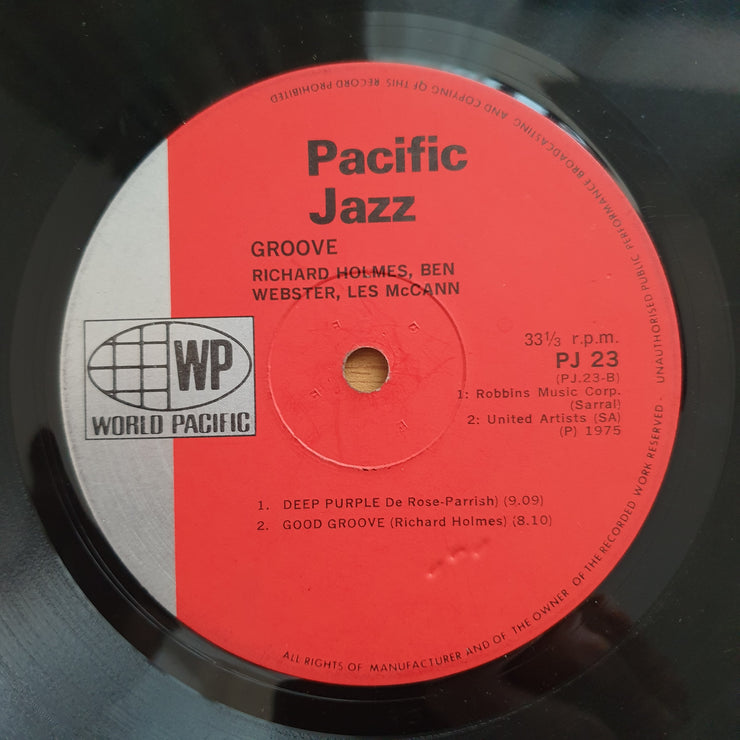 Pacific
Jazz
GROOVE
RICHARD HOLMES, BEN
WEBSTER, LES McCANN
WP
WORLD PACIFIC
33⅓ r.p.m.
PJ 23
(PJ.23-B)
1: Robbins Music Corp.
(Sarral)
2: United Artists (SA)
(P) 1975
1. DEEP PURPLE De Rose-Parrish) (9.09)
2. GOOD GROOVE (Richard Holmes) (8.10)
ALL RIGHTS OF MANUFACTURER AND OF THE OWNER OF THE RECORDED WORK RESERVED - UNAUTHORISED PUBLIC PERFORMANCE BROADCASTING AND COPYING OF THIS RECORD PROHIBITED